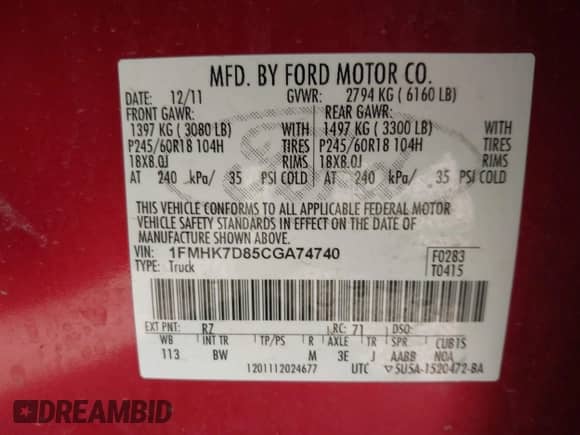 MFD. BY FORD MOTOR CO.
DATE: 12/11 GVWR: 2794 KG ( 6160 LB)
FRONT GAWR: REAR GAWR:
1397 KG ( 3080 LB) WITH 1497 KG ( 3300 LB) WITH
P245/60R18 104H TIRES P245/60R18 104H TIRES
18X8.0J RIMS 18X8.0J RIMS
AT 240 kPa/ 35 PSI COLD AT 240 kPa/ 35 PSI COLD
THIS VEHICLE CONFORMS TO ALL APPLICABLE FEDERAL MOTOR
VEHICLE SAFETY STANDARDS IN EFFECT ON THE DATE OF
MANUFACTURE SHOWN ABOVE.
VIN: 1FMHK7D85CGA74740 F0283
TYPE: Truck T0415
EXT PNT: RZ RC: 71 DSO:
WB INT TR TP/PS R AXLE TR SPR CUBIS
113 BW M 3E J AABB NOA
1201112024677 UTC ▽5U5A-1520472-BA
DREAMBID